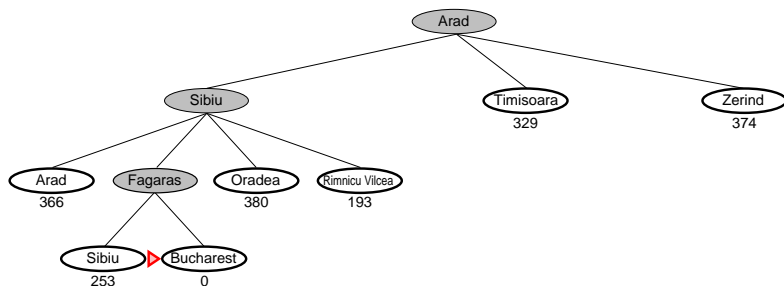 Arad
Sibiu Timisoara Zerind
329 374
Arad Fagaras Oradea Rimnicu Vilcea
366 380 193
Sibiu Bucharest
253 0